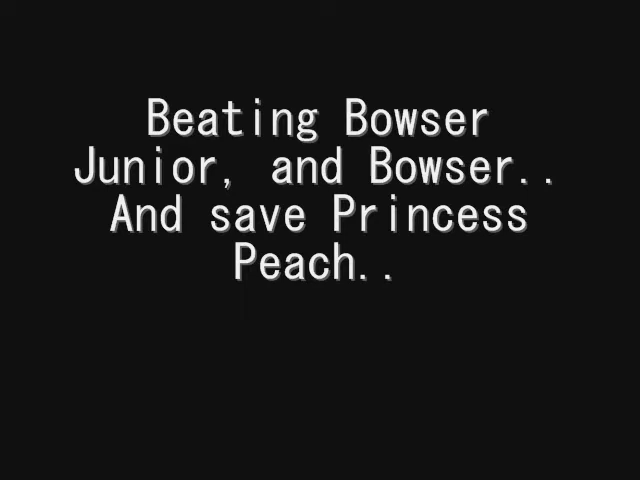 Beating Bowser
Junior, and Bowser..
And save Princess
Peach..